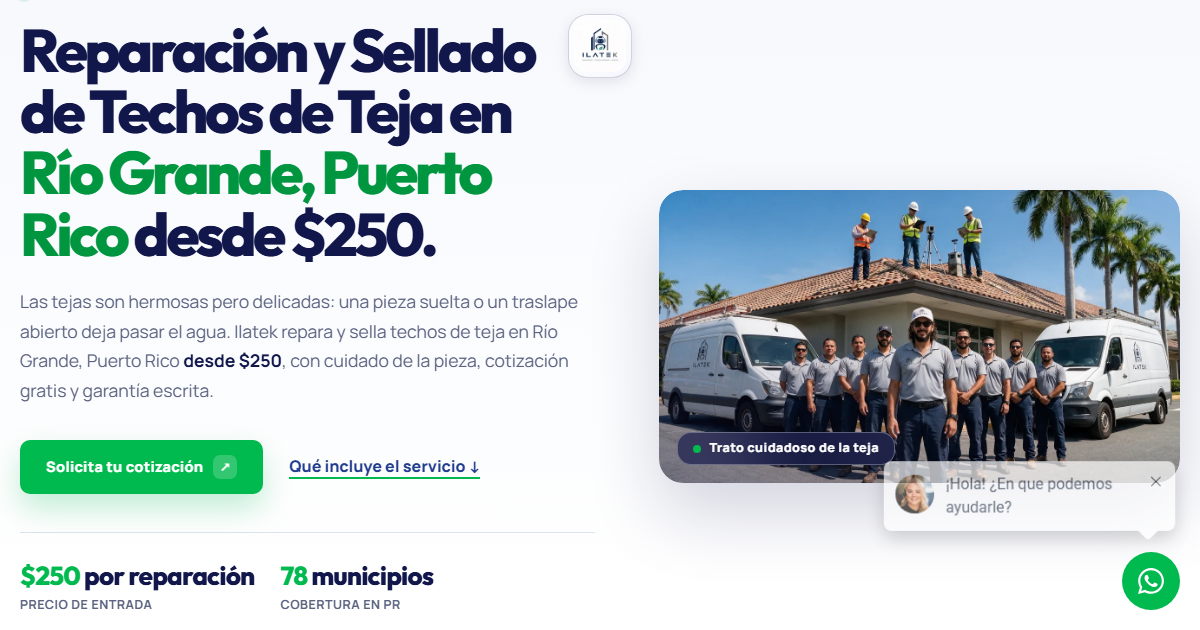 Reparación y Sellado
de Techos de Teja en
Río Grande, Puerto
Rico desde $250.
ILATEK
Las tejas son hermosas pero delicadas: una pieza suelta o un traslape
abierto deja pasar el agua. Ilatek repara y sella techos de teja en Río
Grande, Puerto Rico desde $250, con cuidado de la pieza, cotización
gratis y garantía escrita.
Solicita tu cotización ↗
Qué incluye el servicio ↓
$250 por reparación
PRECIO DE ENTRADA
78 municipios
COBERTURA EN PR
ILATEK
ILATEK
Trato cuidadoso de la teja
¡Hola! ¿En que podemos
ayudarle?